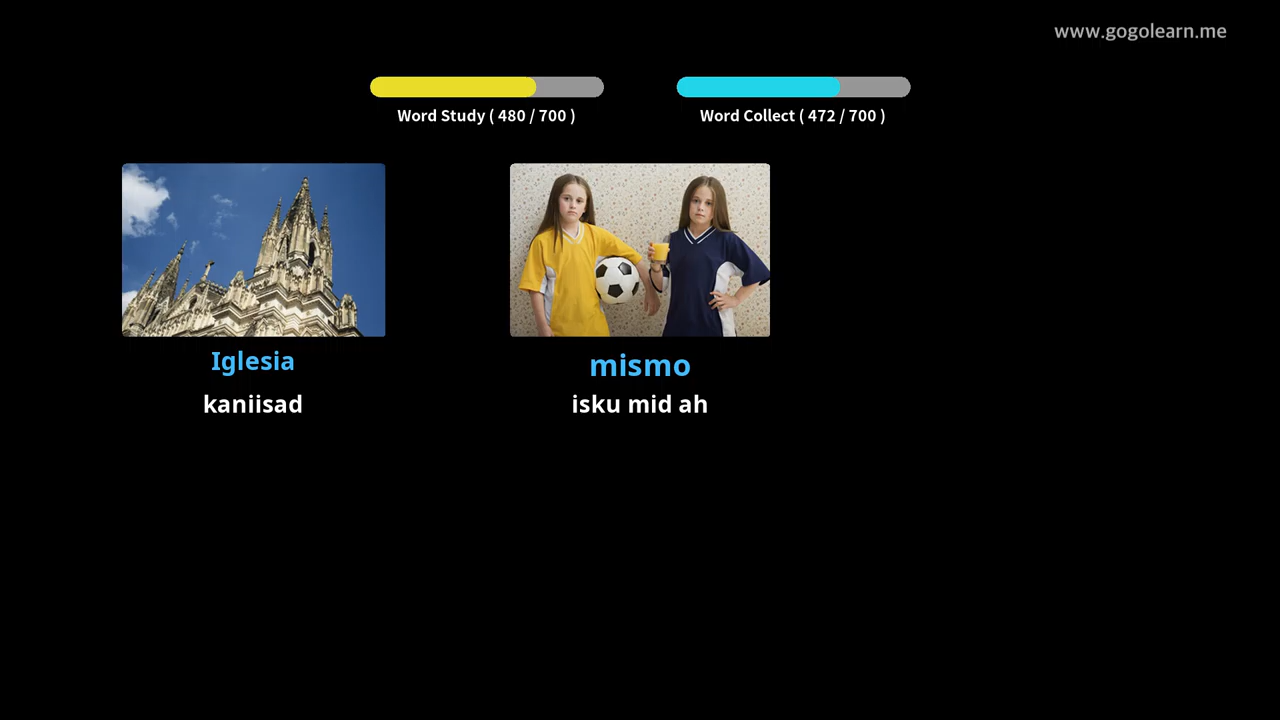 www.gogolearn.me
Word Study ( 480 / 700 )
Word Collect ( 472 / 700 )
Iglesia
kaniisad
mismo
isku mid ah